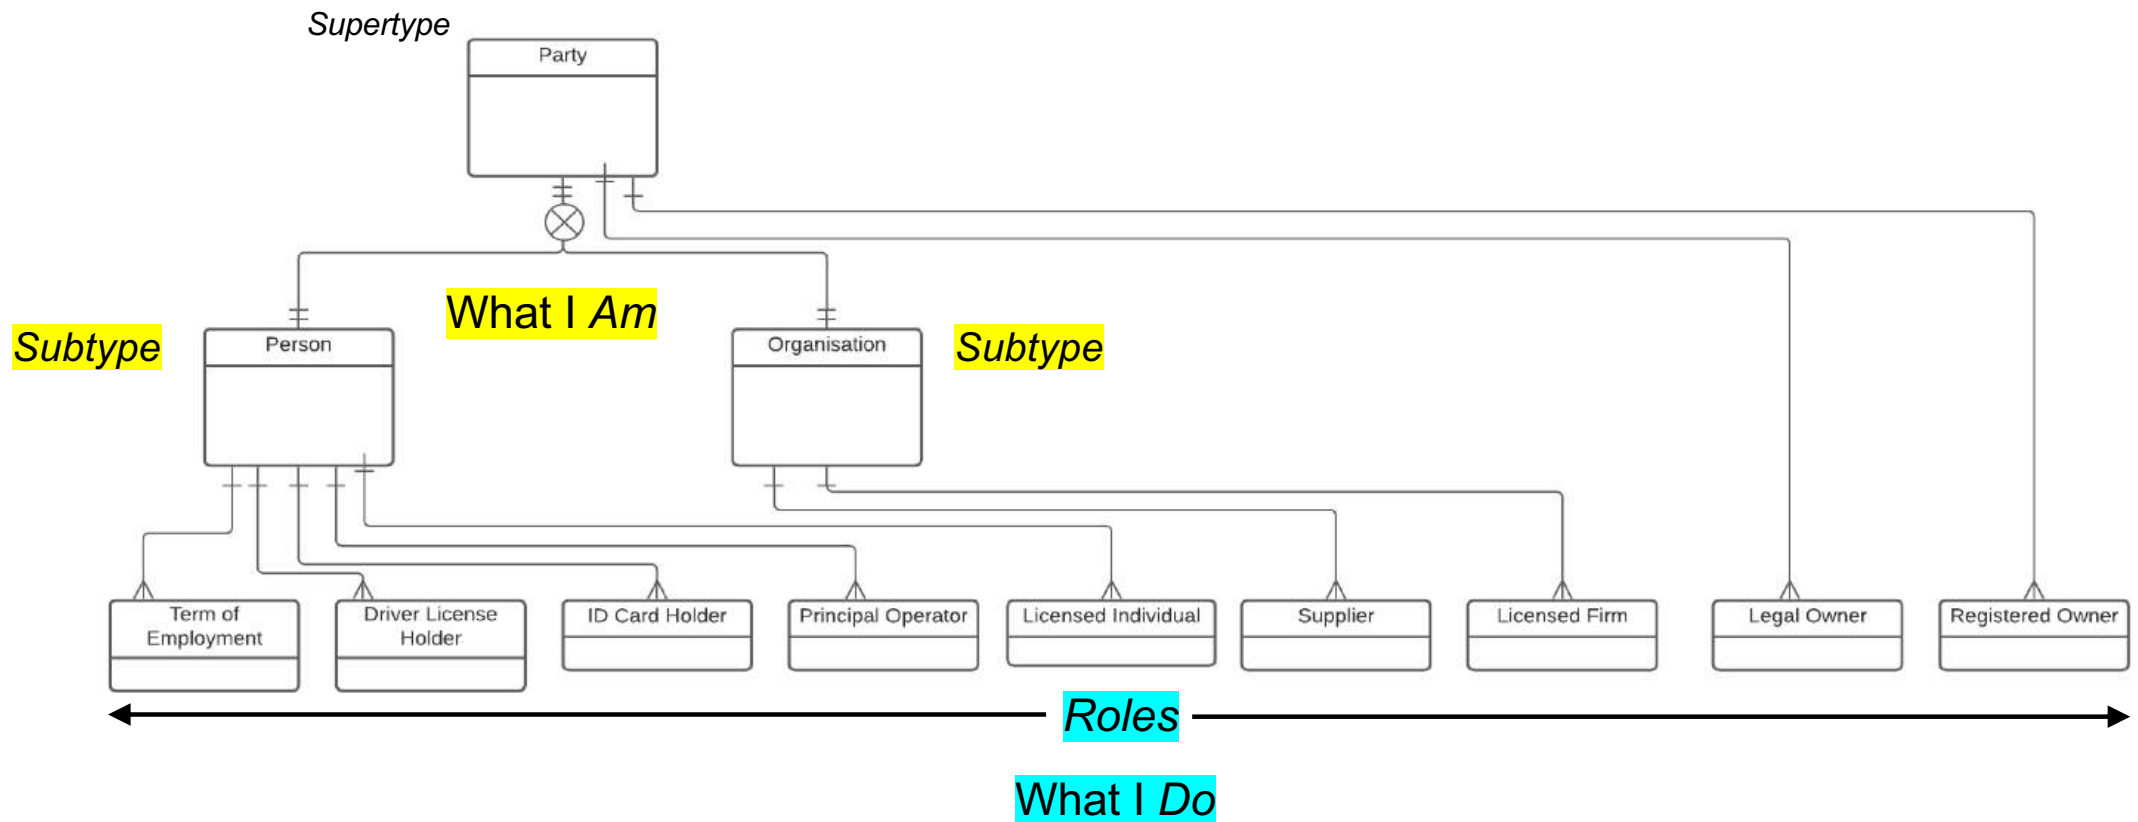 Supertype
Party
What I Am
Subtype
Person
Organisation
Subtype
Term of
Employment
Driver License
Holder
ID Card Holder
Principal Operator
Licensed Individual
Supplier
Licensed Firm
Legal Owner
Registered Owner
Roles
What I Do